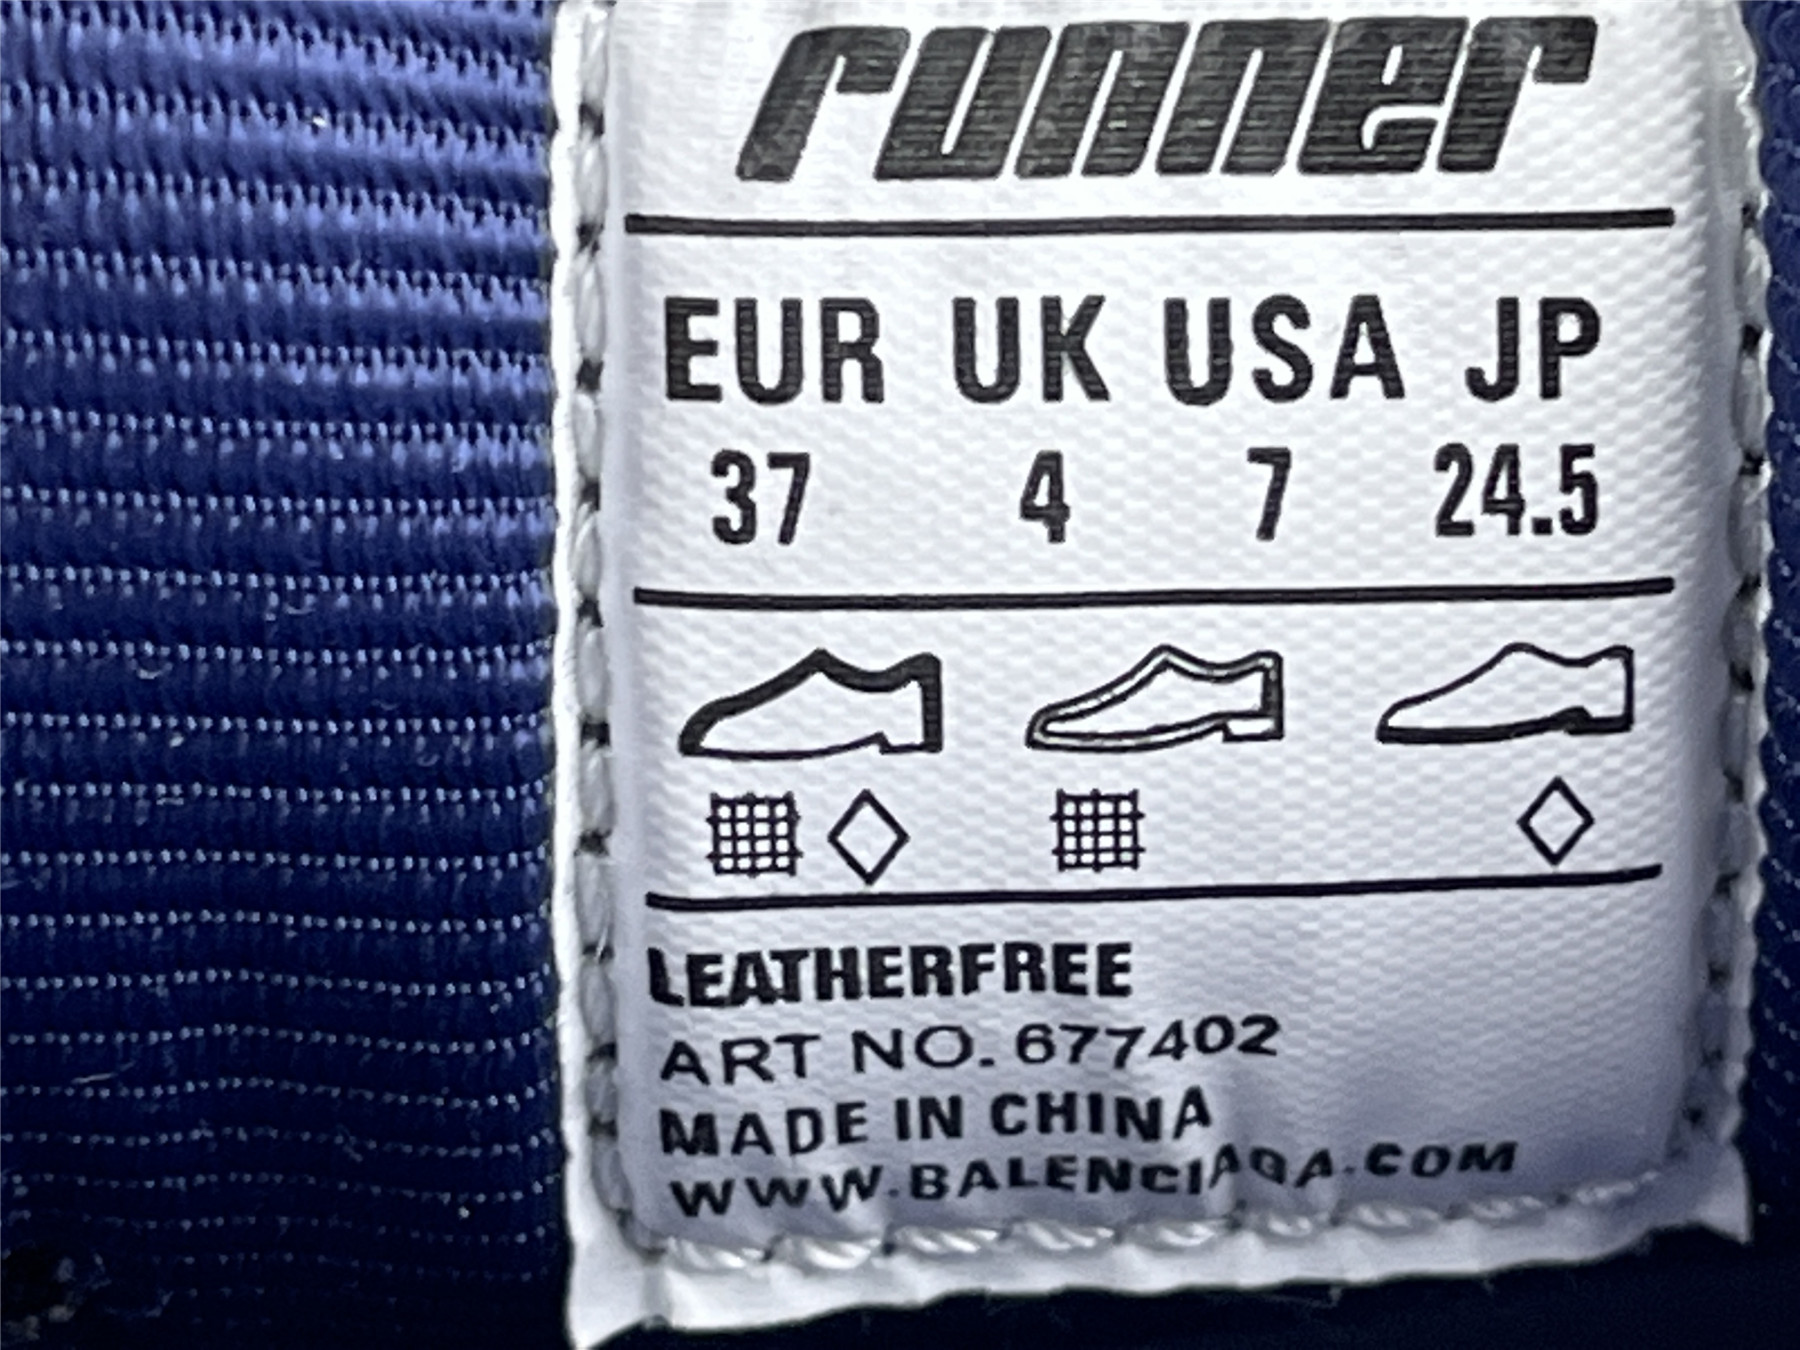 runner
EUR UK USA JP
37 4 7 24.5
LEATHERFREE
ART NO. 677402
MADE IN CHINA
WWW.BALENCIAGA.COM